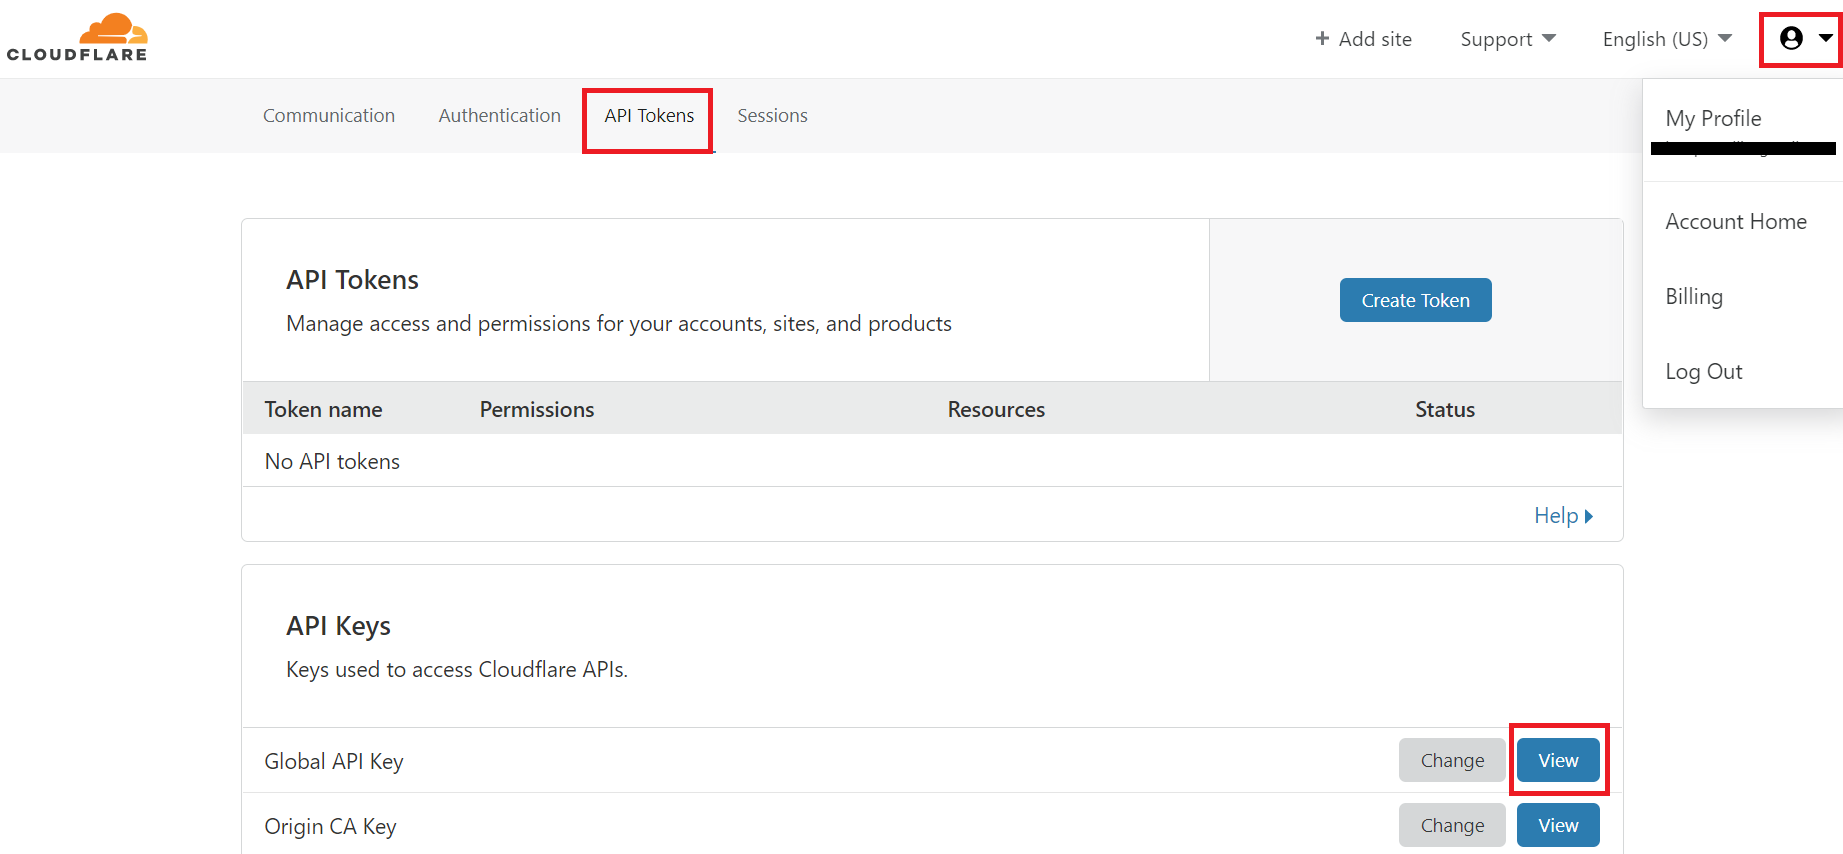 CLOUDFLARE
Add site Support English (US)
Communication Authentication API Tokens Sessions
My Profile
Account Home
Billing
Log Out
API Tokens
Manage access and permissions for your accounts, sites, and products
Create Token
Token name Permissions Resources Status
No API tokens
Help
API Keys
Keys used to access Cloudflare APIs.
Global API Key Change View
Origin CA Key Change View